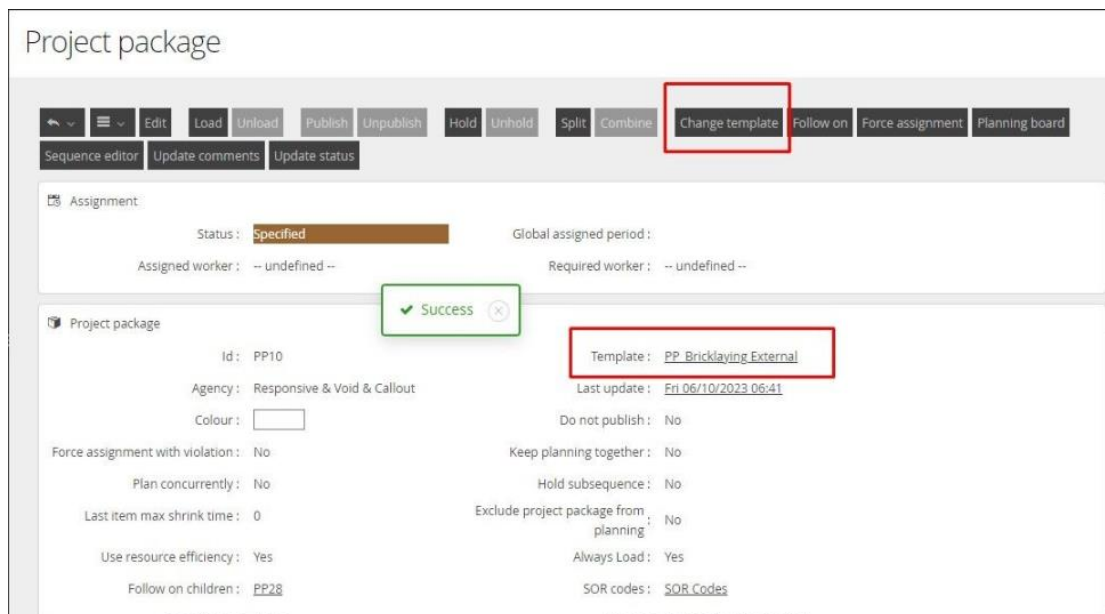 Project package
Edit Load Unload Publish Unpublish Hold Unhold Split Combine Change template Follow on Force assignment Planning board
Sequence editor Update comments Update status
Assignment
Status : Specified Global assigned period :
Assigned worker : -- undefined -- Required worker : -- undefined --
Success
Project package
Id : PP10 Template : PP_Bricklaying External
Agency : Responsive & Void & Callout Last update : Fri 06/10/2023 06:41
Colour : Do not publish : No
Force assignment with violation : No Keep planning together : No
Plan concurrently : No Hold subsequence : No
Last item max shrink time : 0 Exclude project package from planning : No
Use resource efficiency : Yes Always Load : Yes
Follow on children : PP28 SOR codes : SOR Codes